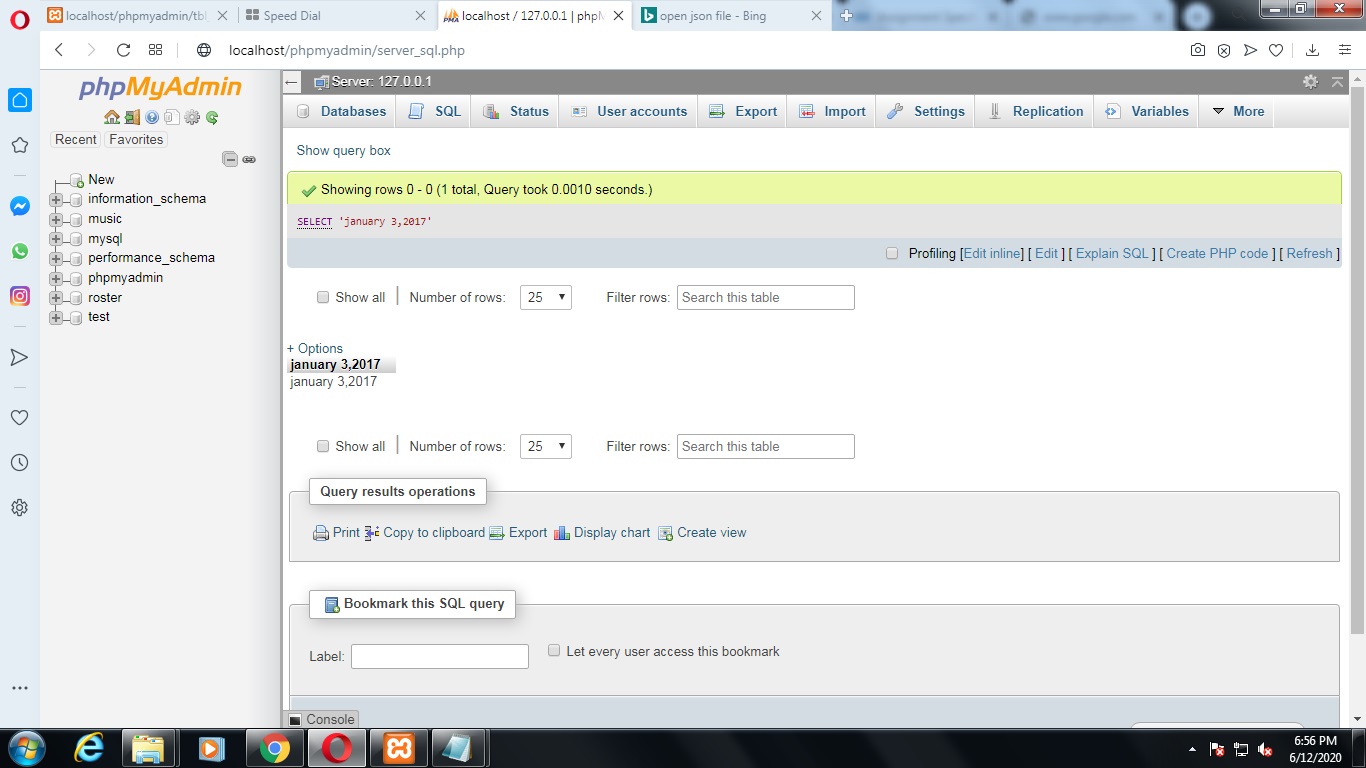 localhost/phpmyadmin/tbl
Speed Dial
localhost / 127.0.0.1 | phpM
open json file - Bing
localhost/phpmyadmin/server_sql.php
phpMyAdmin
Recent Favorites
New
information_schema
music
mysql
performance_schema
phpmyadmin
roster
test
Server: 127.0.0.1
Databases SQL Status User accounts Export Import Settings Replication Variables More
Show query box
Showing rows 0 - 0 (1 total, Query took 0.0010 seconds.)
SELECT 'january 3,2017'
Profiling [Edit inline] [ Edit ] [ Explain SQL ] [ Create PHP code ] [ Refresh ]
Show all Number of rows: 25 Filter rows: Search this table
+ Options
january 3,2017
january 3,2017
Show all Number of rows: 25 Filter rows: Search this table
Query results operations
Print Copy to clipboard Export Display chart Create view
Bookmark this SQL query
Label: Let every user access this bookmark
Console
6:56 PM
6/12/2020